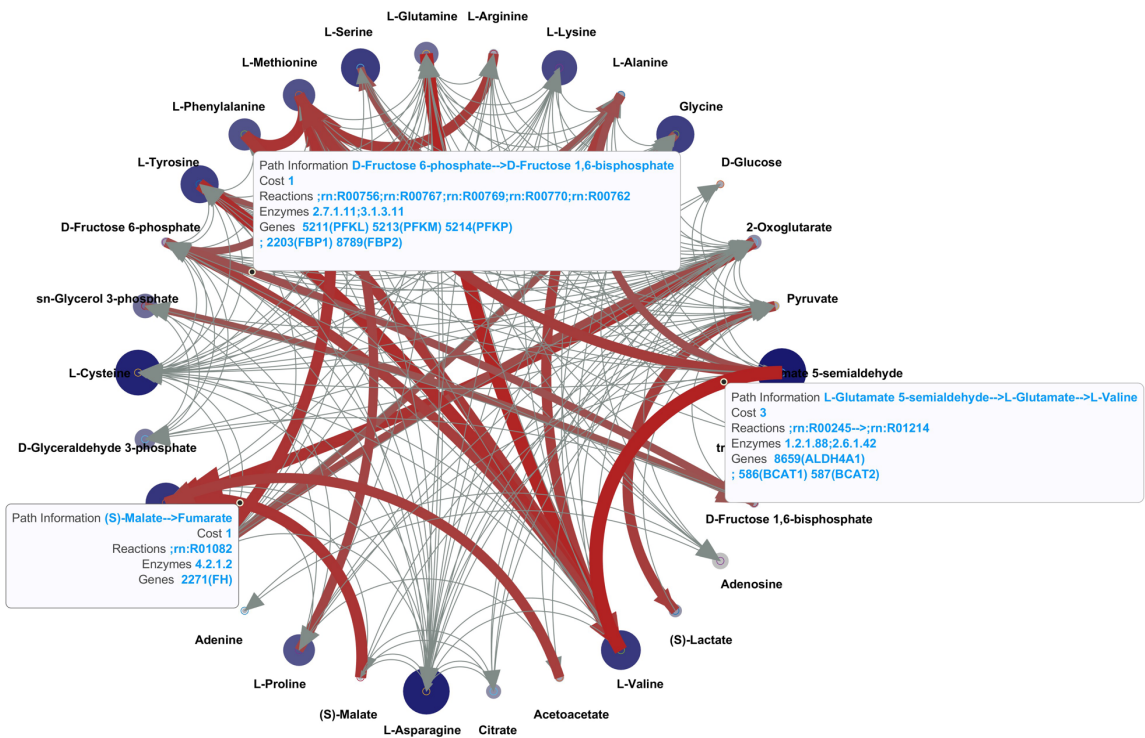 L-Glutamine
L-Arginine
L-Serine
L-Lysine
L-Methionine
L-Alanine
L-Phenylalanine
Glycine
L-Tyrosine
D-Glucose
Path Information D-Fructose 6-phosphate-->D-Fructose 1,6-bisphosphate
Cost 1
Reactions ;rn:R00756;rn:R00767;rn:R00769;rn:R00770;rn:R00762
Enzymes 2.7.1.11;3.1.3.11
Genes 5211(PFKL) 5213(PFKM) 5214(PFKP)
; 2203(FBP1) 8789(FBP2)
D-Fructose 6-phosphate
2-Oxoglutarate
sn-Glycerol 3-phosphate
Pyruvate
L-Cysteine
5-semialdehyde
Path Information L-Glutamate 5-semialdehyde-->L-Glutamate-->L-Valine
Cost 3
Reactions ;rn:R00245-->;rn:R01214
Enzymes 1.2.1.88;2.6.1.42
Genes 8659(ALDH4A1)
; 586(BCAT1) 587(BCAT2)
D-Glyceraldehyde 3-phosphate
D-Fructose 1,6-bisphosphate
Path Information (S)-Malate-->Fumarate
Cost 1
Reactions ;rn:R01082
Enzymes 4.2.1.2
Genes 2271(FH)
Adenosine
Adenine
(S)-Lactate
L-Proline
L-Valine
(S)-Malate
Acetoacetate
L-Asparagine
Citrate